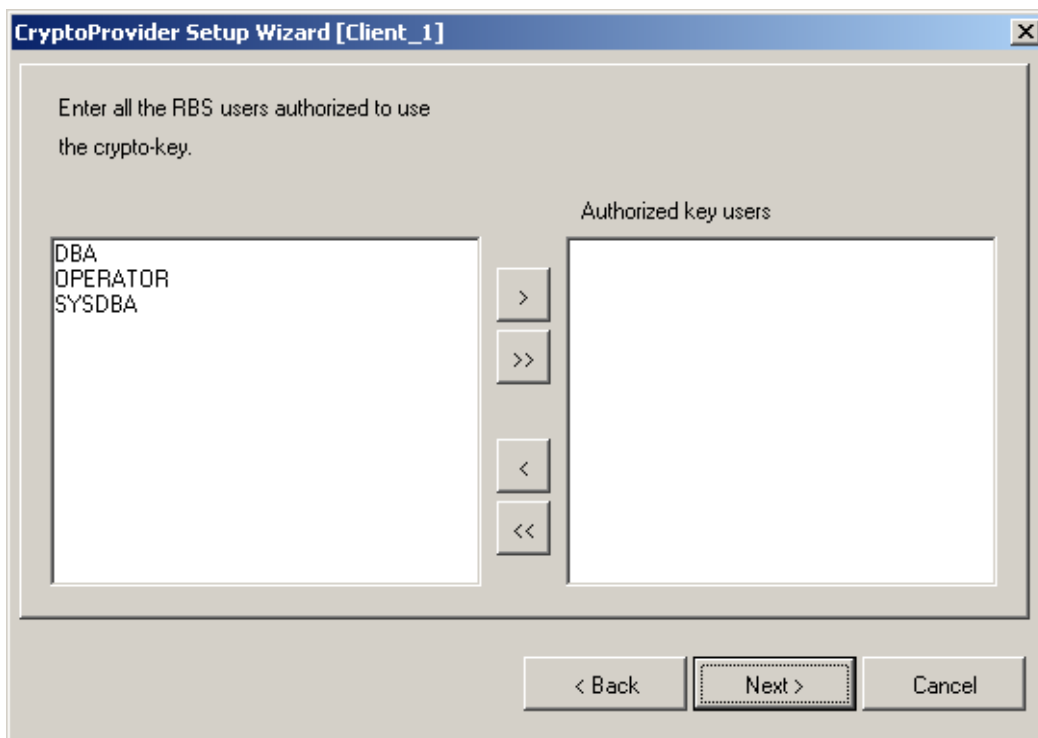 CryptoProvider Setup Wizard [Client_1]
Enter all the RBS users authorized to use
the crypto-key.
Authorized key users
DBA
OPERATOR
SYSDBA
>
>>
<
<<
< Back
Next >
Cancel